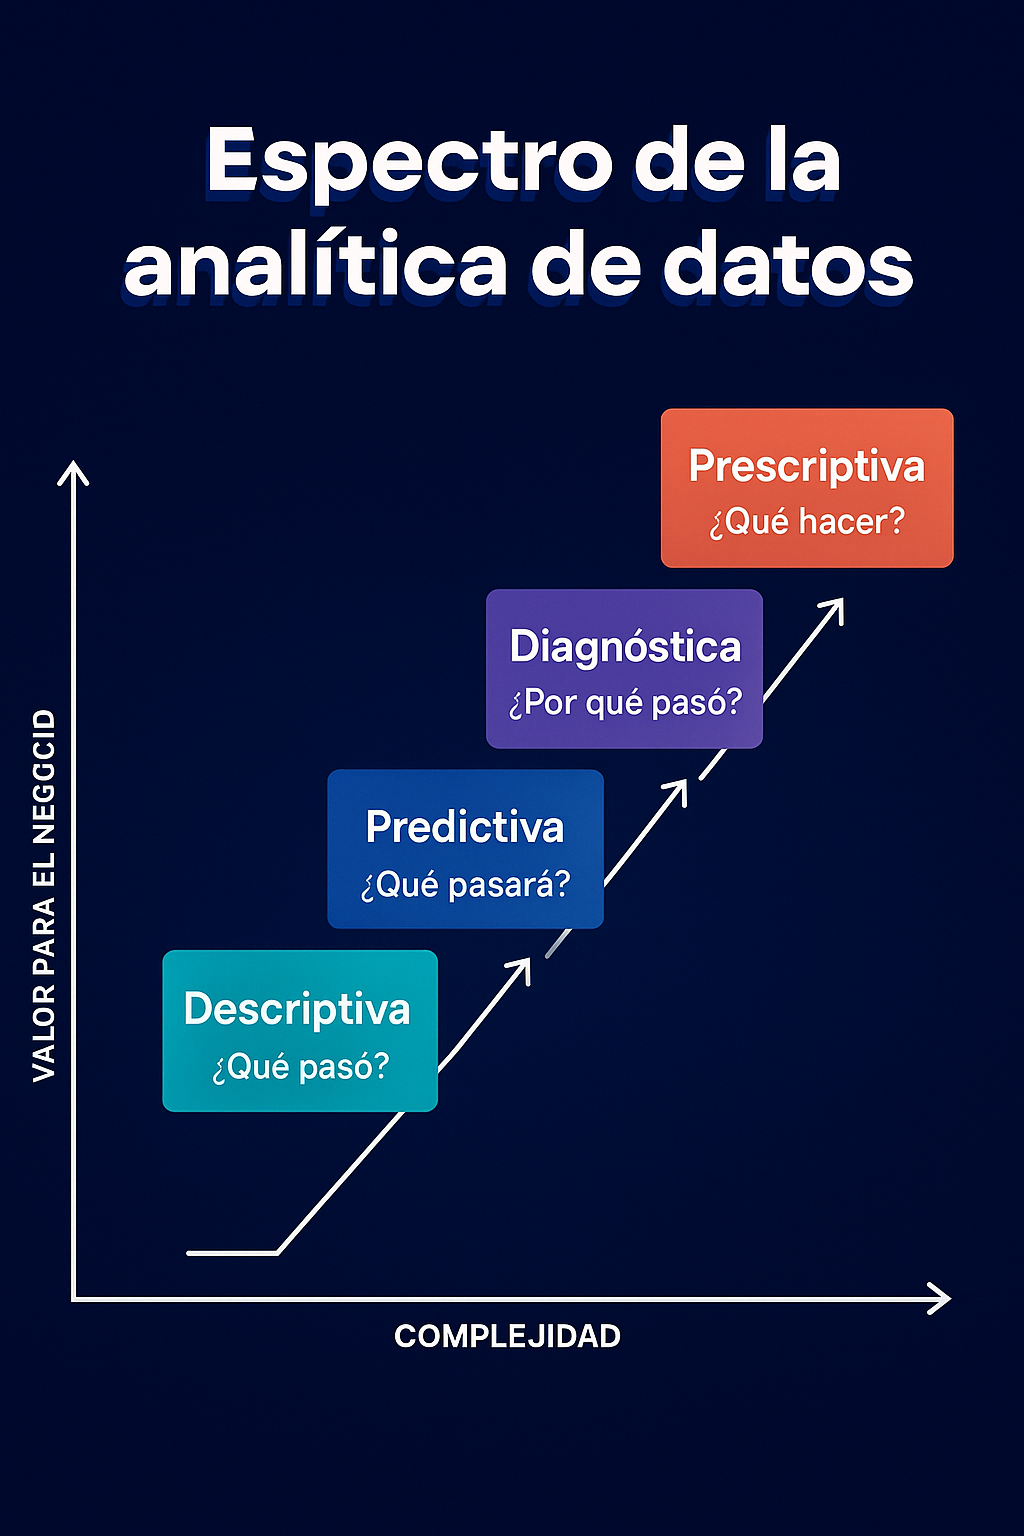 Espectro de la
analítica de datos
Prescriptiva
¿Qué hacer?
Diagnóstica
¿Por qué pasó?
Predictiva
¿Qué pasará?
Descriptiva
¿Qué pasó?
VALOR PARA EL NEGGCID
COMPLEJIDAD